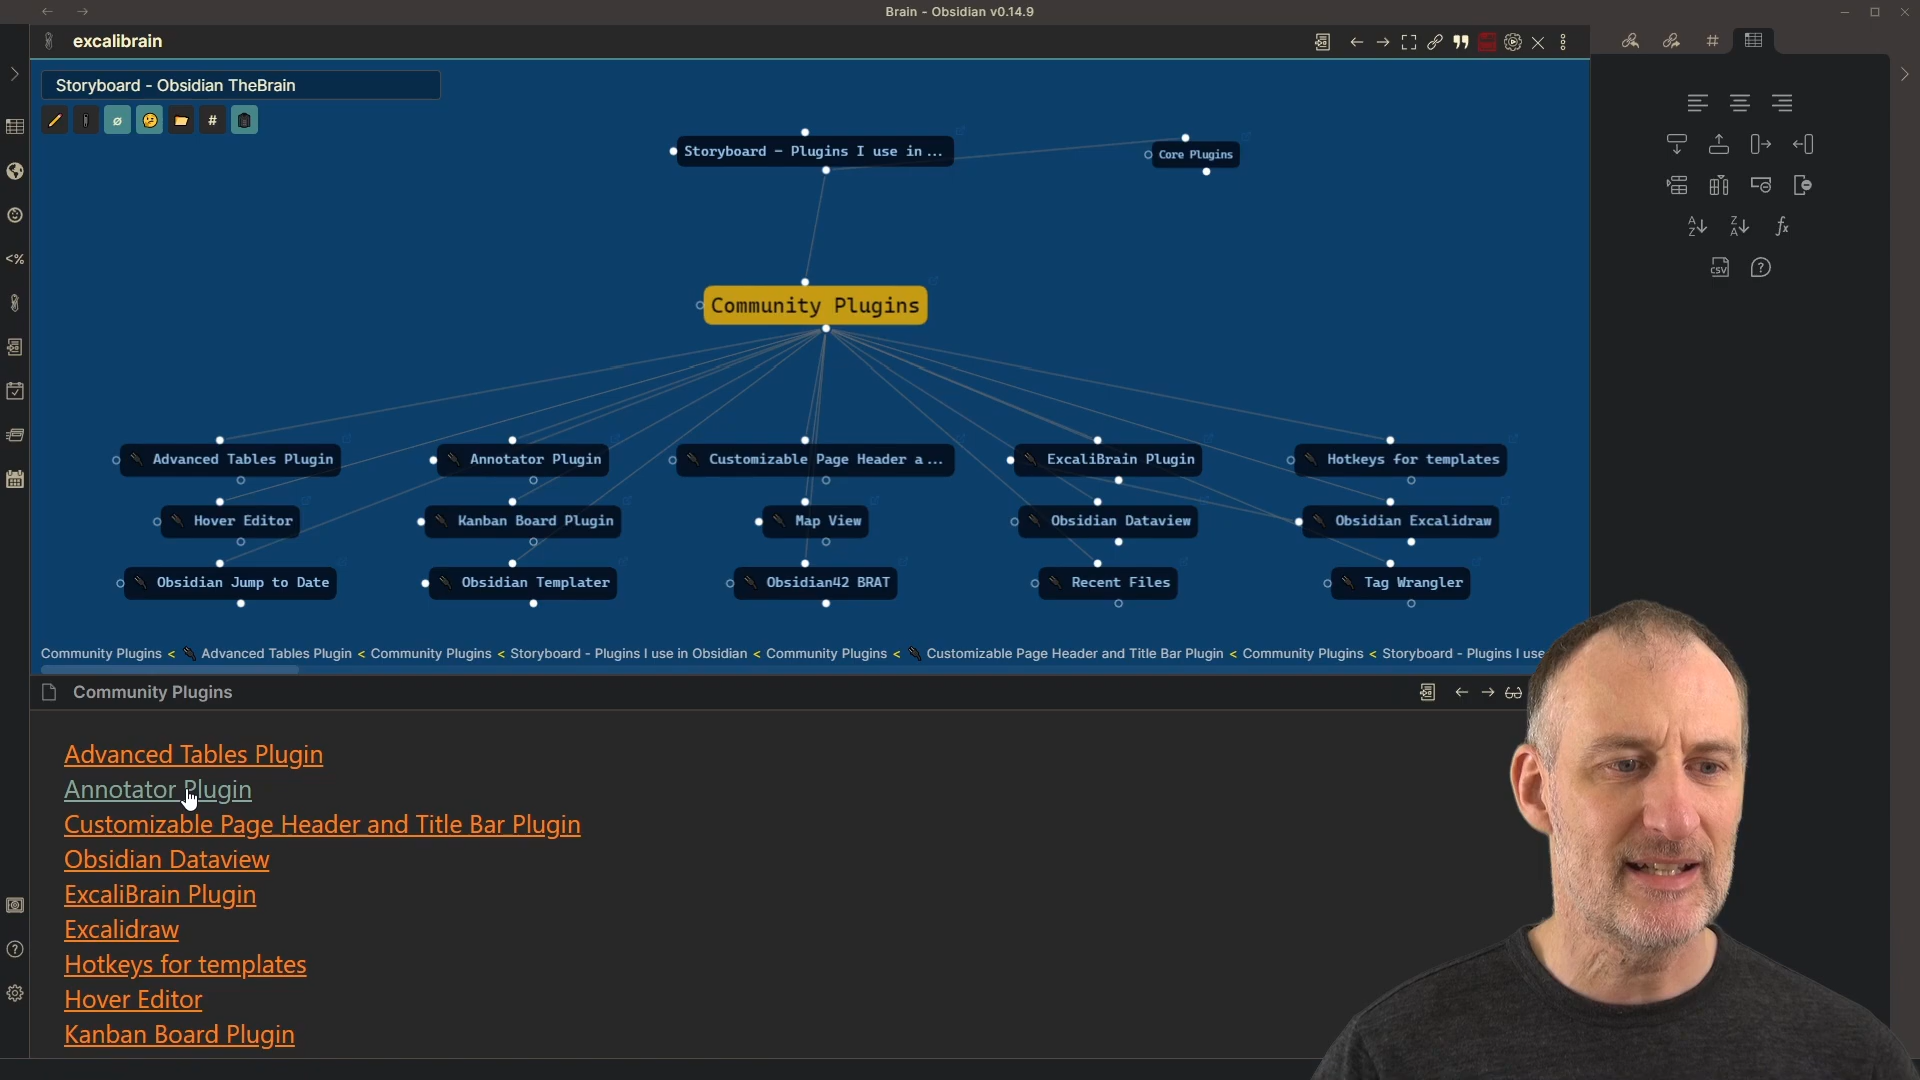 Brain - Obsidian v0.14.9
excalibrain
Storyboard - Obsidian TheBrain
Storyboard - Plugins I use in ...
Core Plugins
Community Plugins
Advanced Tables Plugin
Annotator Plugin
Customizable Page Header a...
ExcaliBrain Plugin
Hotkeys for templates
Hover Editor
Kanban Board Plugin
Map View
Obsidian Dataview
Obsidian Excalidraw
Obsidian Jump to Date
Obsidian Templater
Obsidian42 BRAT
Recent Files
Tag Wrangler
Community Plugins < Advanced Tables Plugin < Community Plugins < Storyboard - Plugins I use in Obsidian < Community Plugins < Customizable Page Header and Title Bar Plugin < Community Plugins < Storyboard - Plugins I use
Community Plugins
Advanced Tables Plugin
Annotator Plugin
Customizable Page Header and Title Bar Plugin
Obsidian Dataview
ExcaliBrain Plugin
Excalidraw
Hotkeys for templates
Hover Editor
Kanban Board Plugin